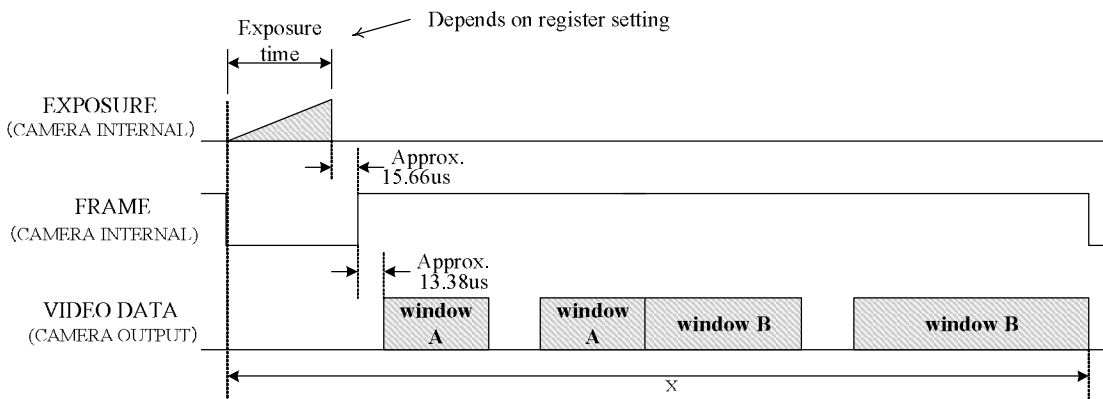 Exposure
time
Depends on register setting
EXPOSURE
(CAMERA INTERNAL)
Approx.
15.66us
FRAME
(CAMERA INTERNAL)
Approx.
13.38us
VIDEO DATA
(CAMERA OUTPUT)
window
A
window
A
window B
window B
X